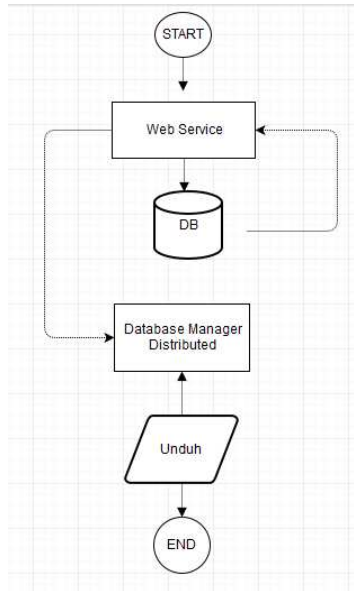 START
Web Service
DB
Database Manager
Distributed
Unduh
END